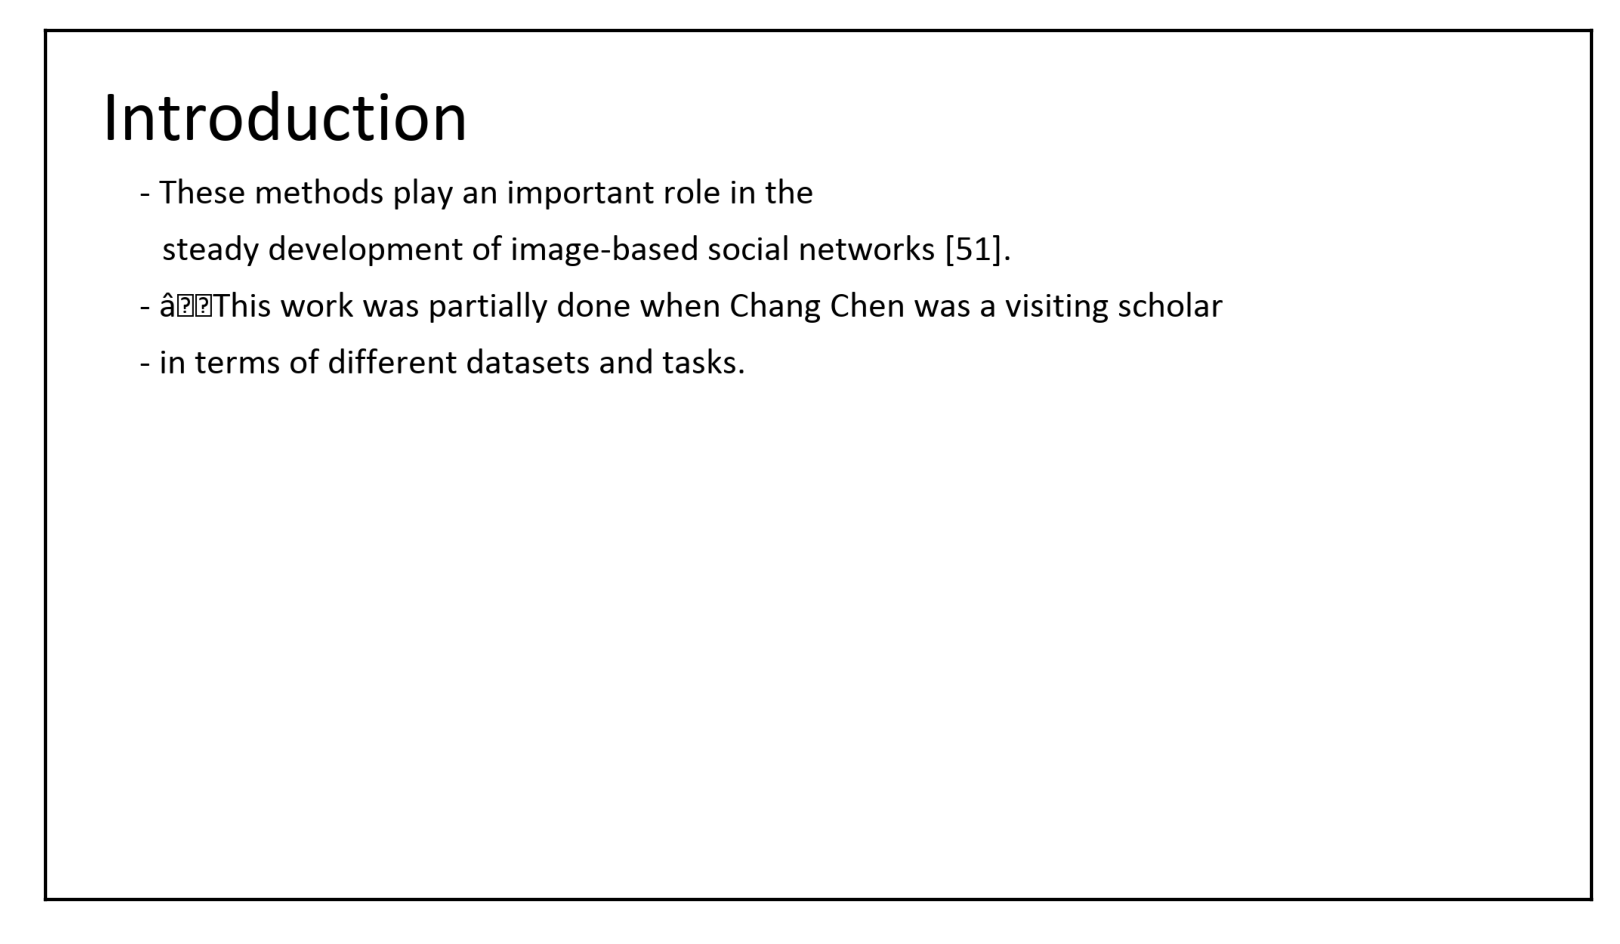 Introduction
- These methods play an important role in the
steady development of image-based social networks [51].
- â⍰⍰This work was partially done when Chang Chen was a visiting scholar
- in terms of different datasets and tasks.